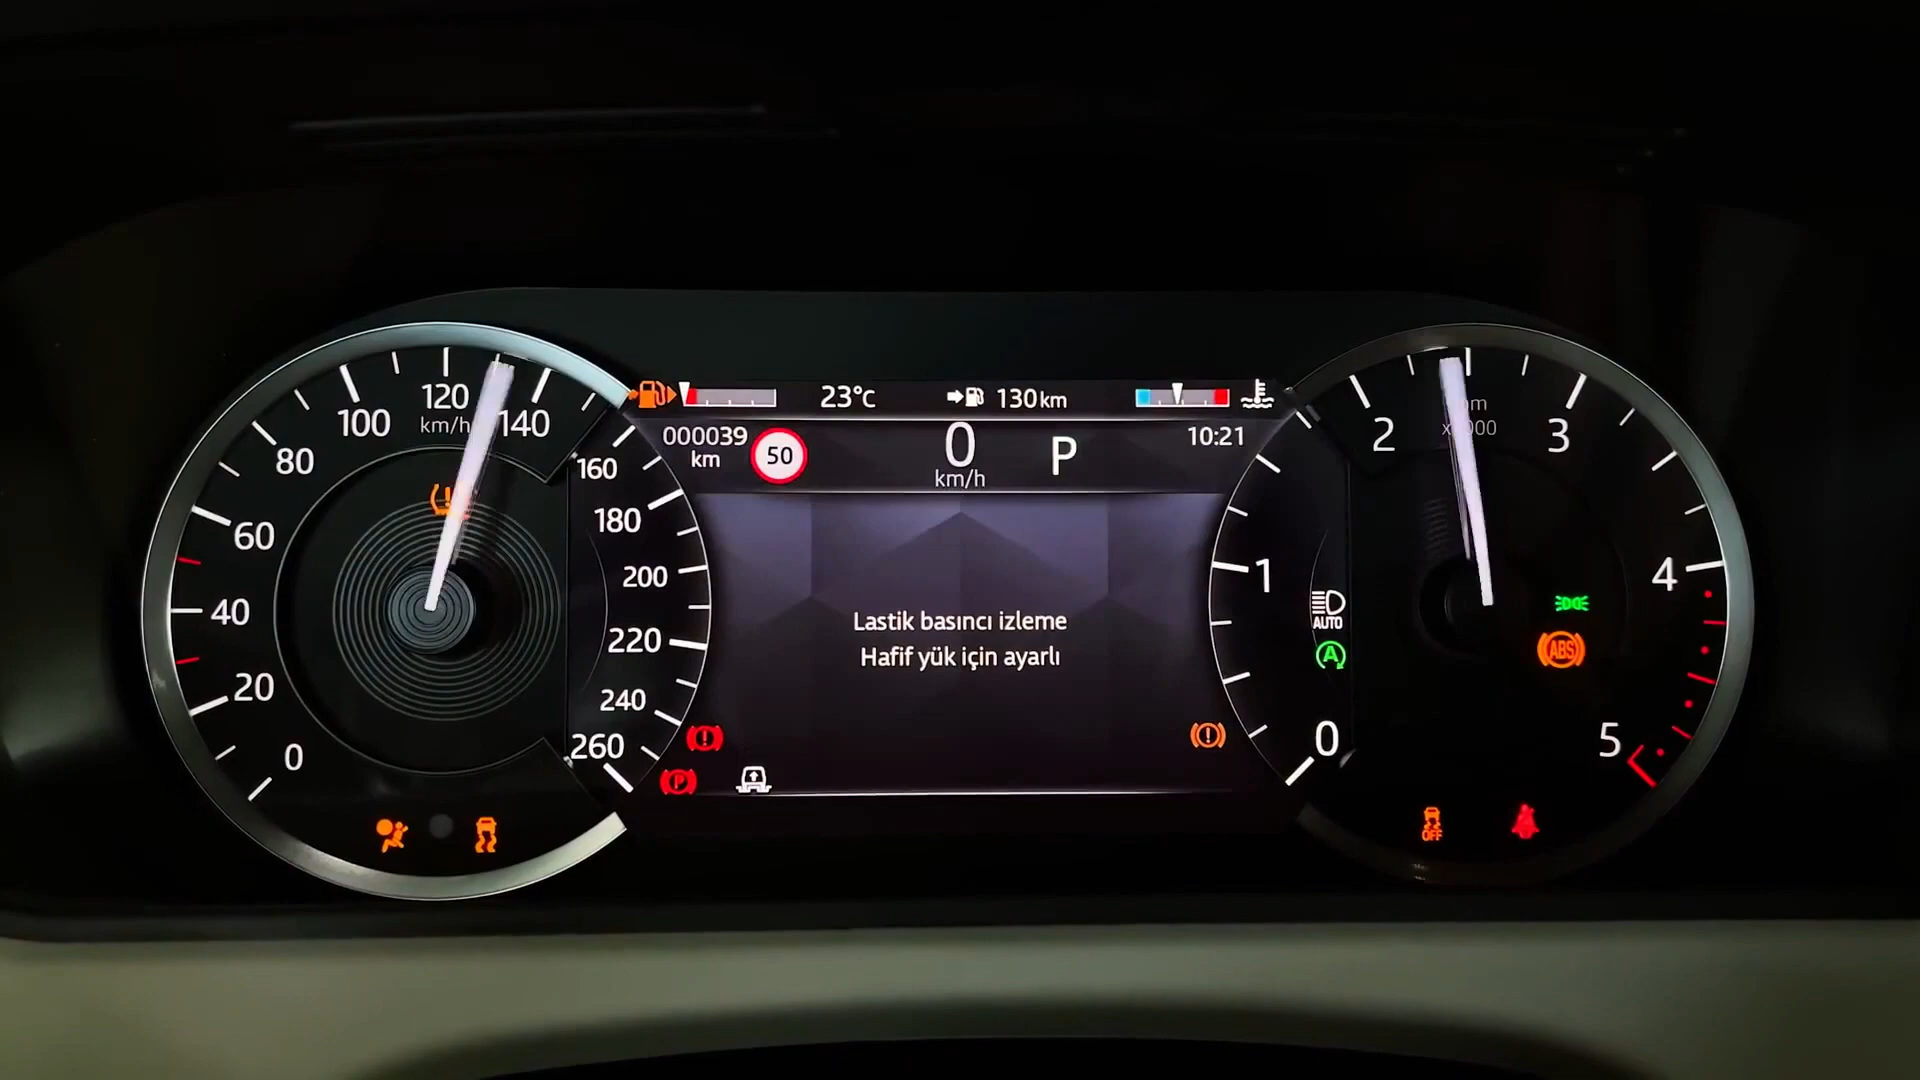 23°C
130km
000039
km
50
0
km/h
P
10:21
0
20
40
60
80
100
120
km/h
140
160
180
200
220
240
260
Lastik basıncı izleme
Hafif yük için ayarlı
P
0
1
2
3
4
5
AUTO
A
ABS
OFF